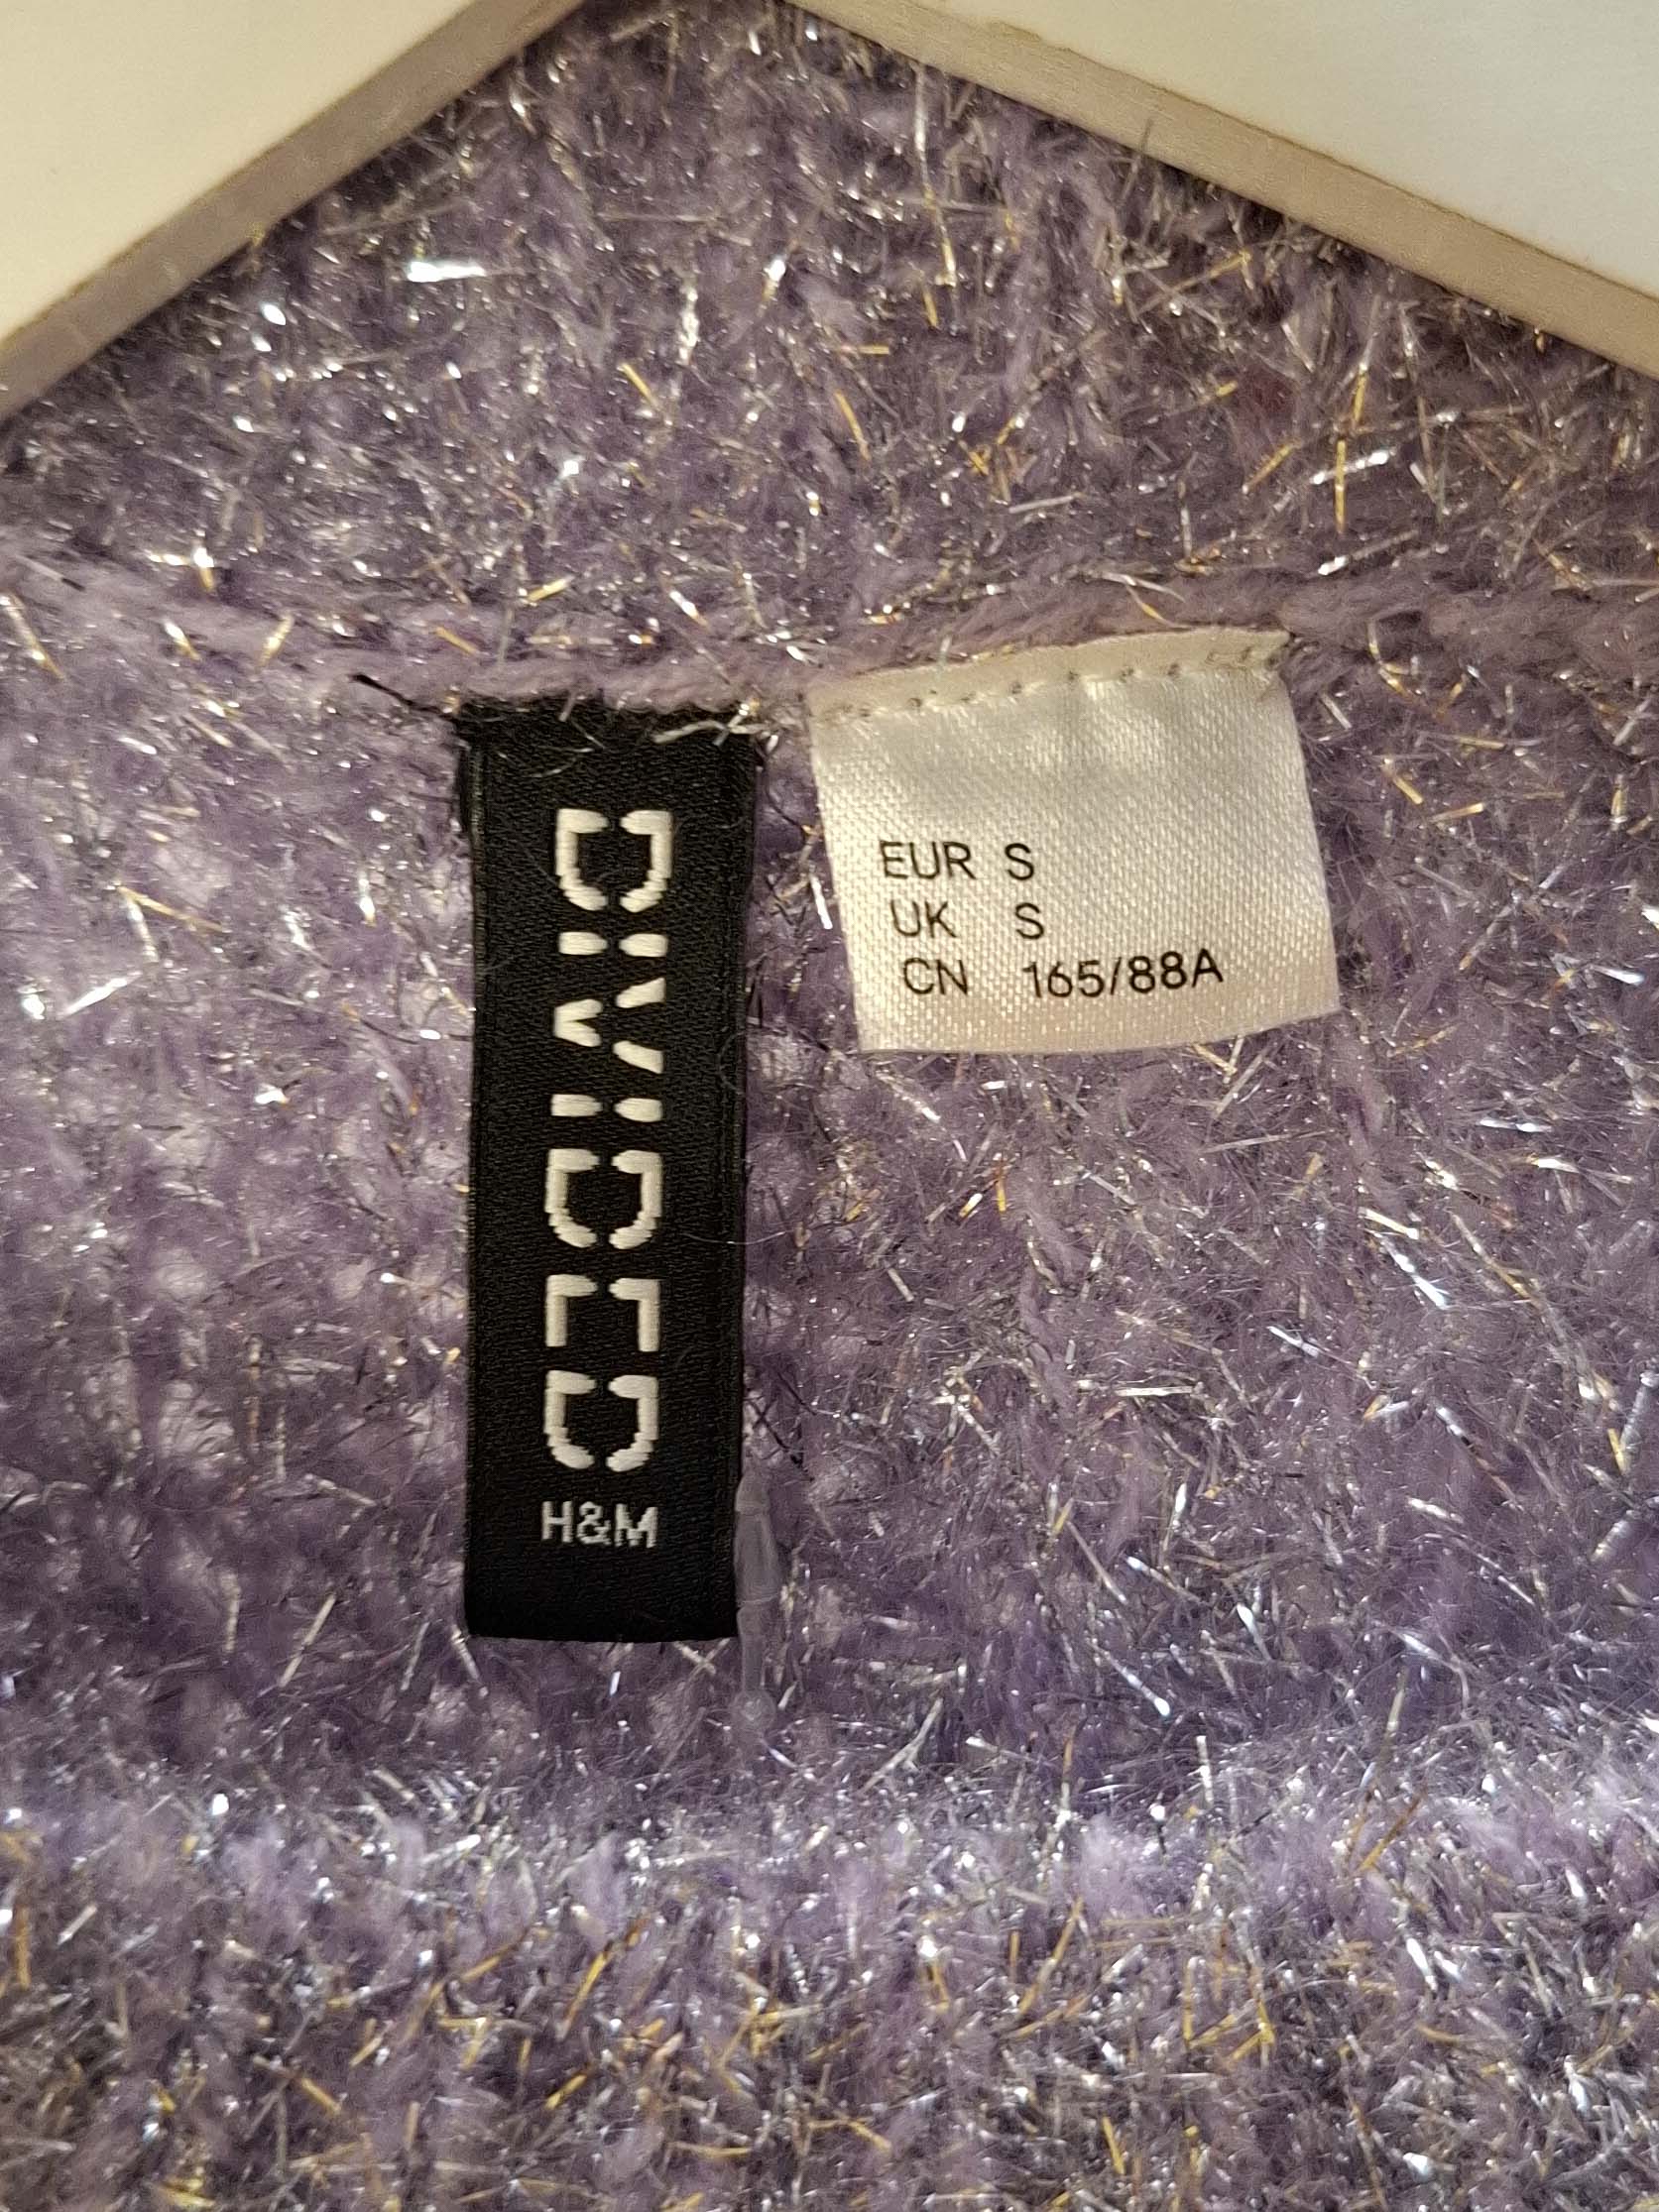 DIVIDED
H&M
EUR S
UK S
CN 165/88A